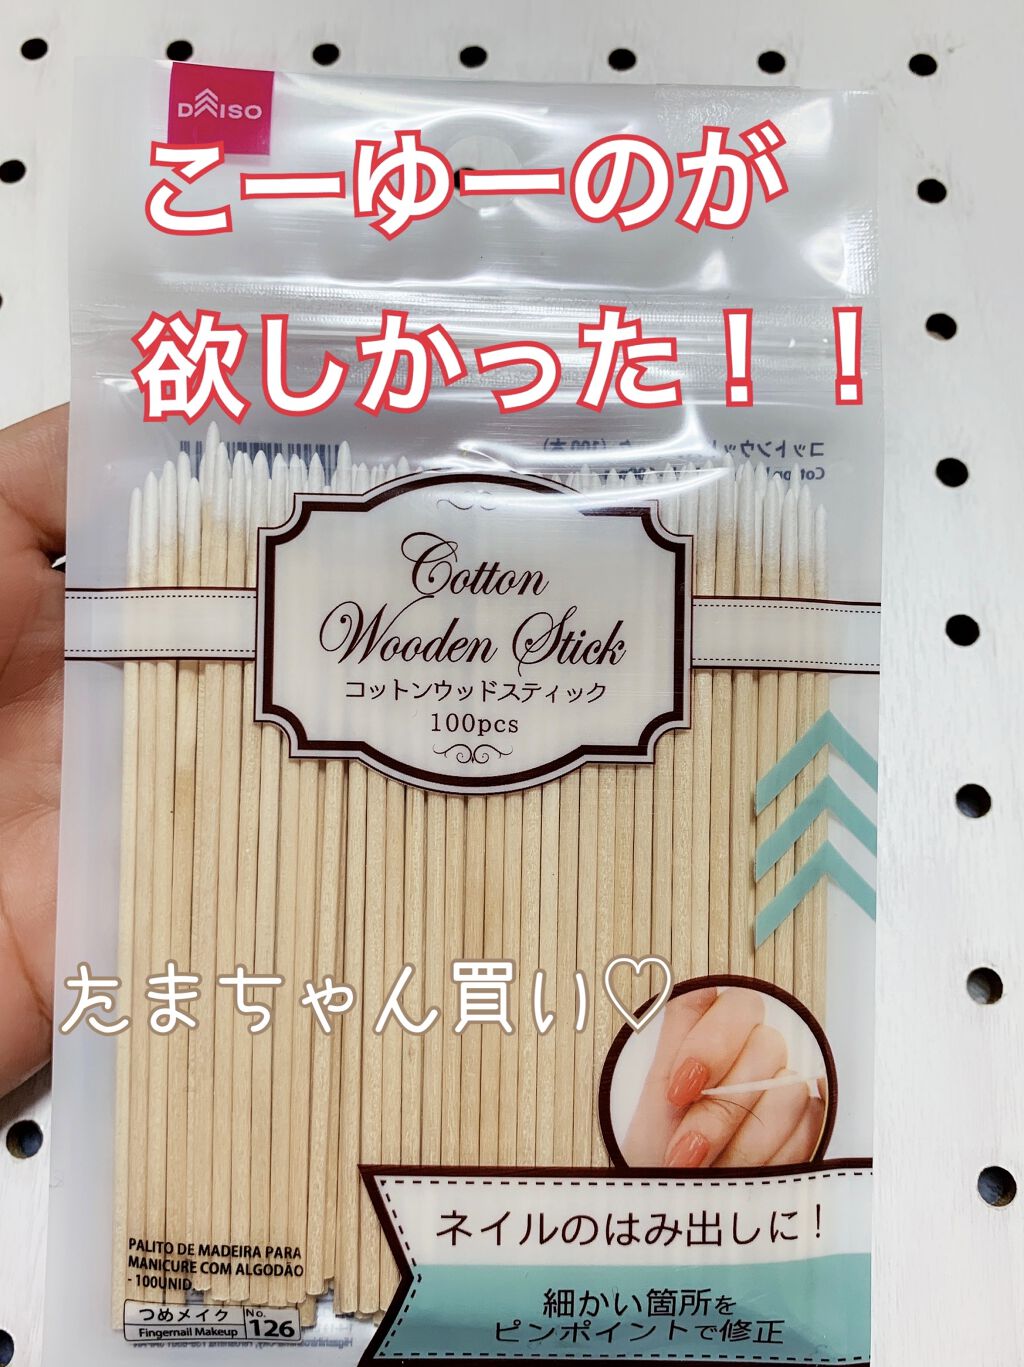 DAISO
こーゆーのが
欲しかった！！
Cotton
Wooden Stick
コットンウッドスティック
100pcs
たまちゃん買い♡
ネイルのはみ出しに！
細かい箇所を
ピンポイントで修正
PALITO DE MADEIRA PARA
MANICURE COM ALGODÃO
- 100UNID.
つめメイク
Fingernail Makeup
No.
126